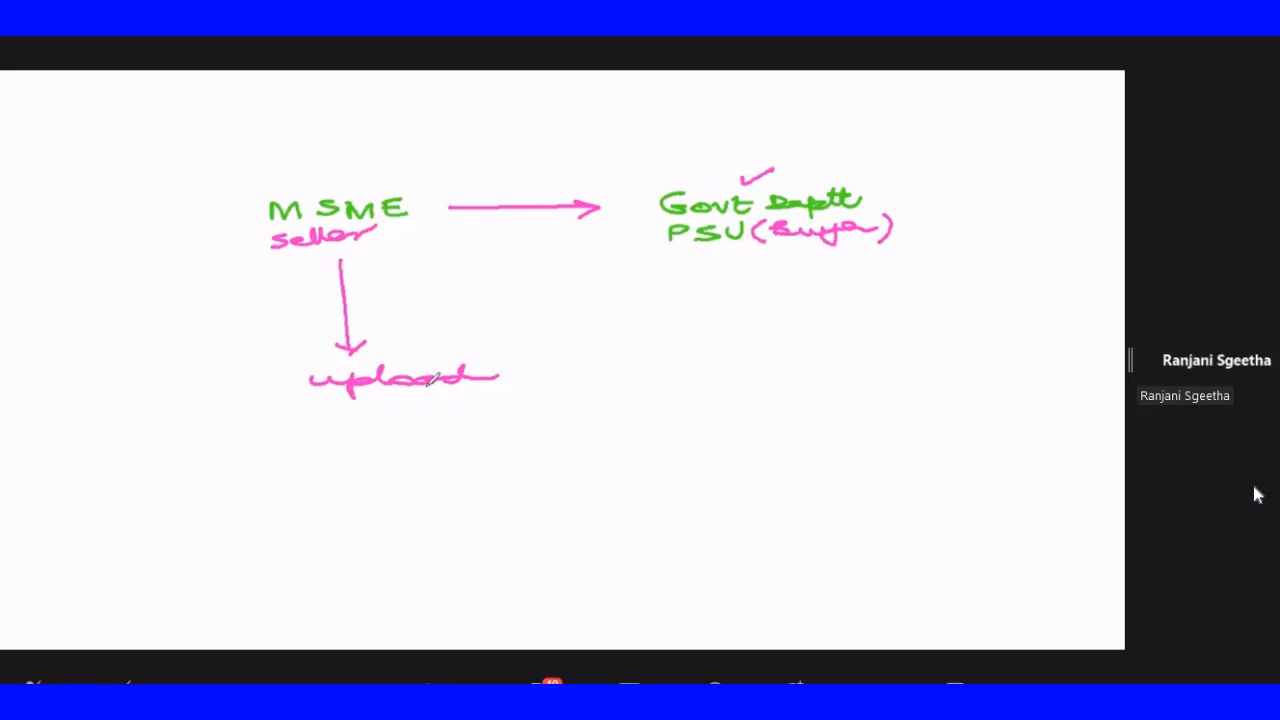 MSME
Seller
Govt Deptt
PSU (Buyer)
upload
Ranjani Sgeetha
Ranjani Sgeetha